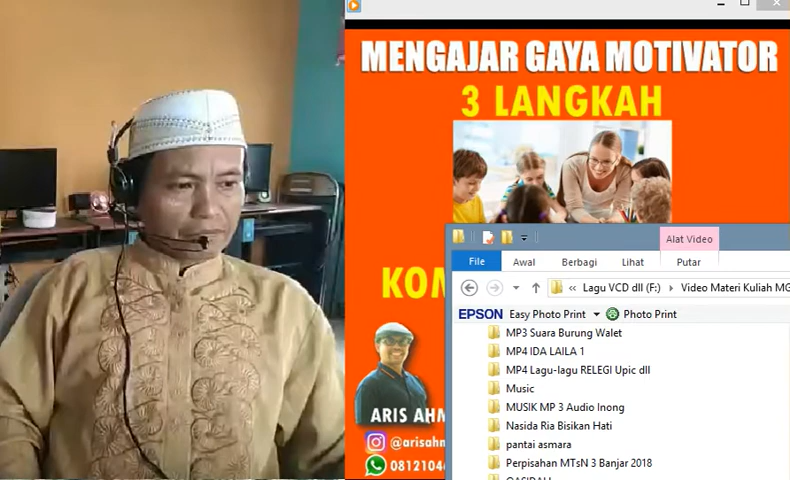 MENGAJAR GAYA MOTIVATOR
3 LANGKAH
Alat Video
File Awal Berbagi Lihat Putar
« Lagu VCD dll (F:) Video Materi Kuliah MG
EPSON Easy Photo Print Photo Print
MP3 Suara Burung Walet
MP4 IDA LAILA 1
MP4 Lagu-lagu RELEGI Upic dll
Music
MUSIK MP 3 Audio Inong
Nasida Ria Bisikan Hati
pantai asmara
Perpisahan MTsN 3 Banjar 2018
KOM
ARIS AHM
@arisahm
0812104